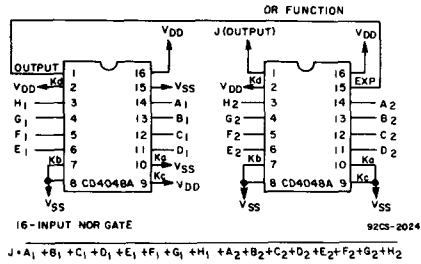 OR FUNCTION
VDD
J (OUTPUT)
VDD
OUTPUT
1 16
1 16
Kd
2 15
VDD
VSS
Kd
2 15
EXP
VDD
H1 3 14 A1
H2 3 14 A2
G1 4 13 B1
G2 4 13 B2
F1 5 12 C1
F2 5 12 C2
E1 6 11 D1
E2 6 11 D2
Kb 7 10 Ka VSS
Kb 7 10 Ka
8 CD4048A 9 Kc VDD
8 CD4048A 9 Kc
VSS
VSS
VSS
16-INPUT NOR GATE
92CS-2024
J=A1+B1+C1+D1+E1+F1+G1+H1+A2+B2+C2+D2+E2+F2+G2+H2